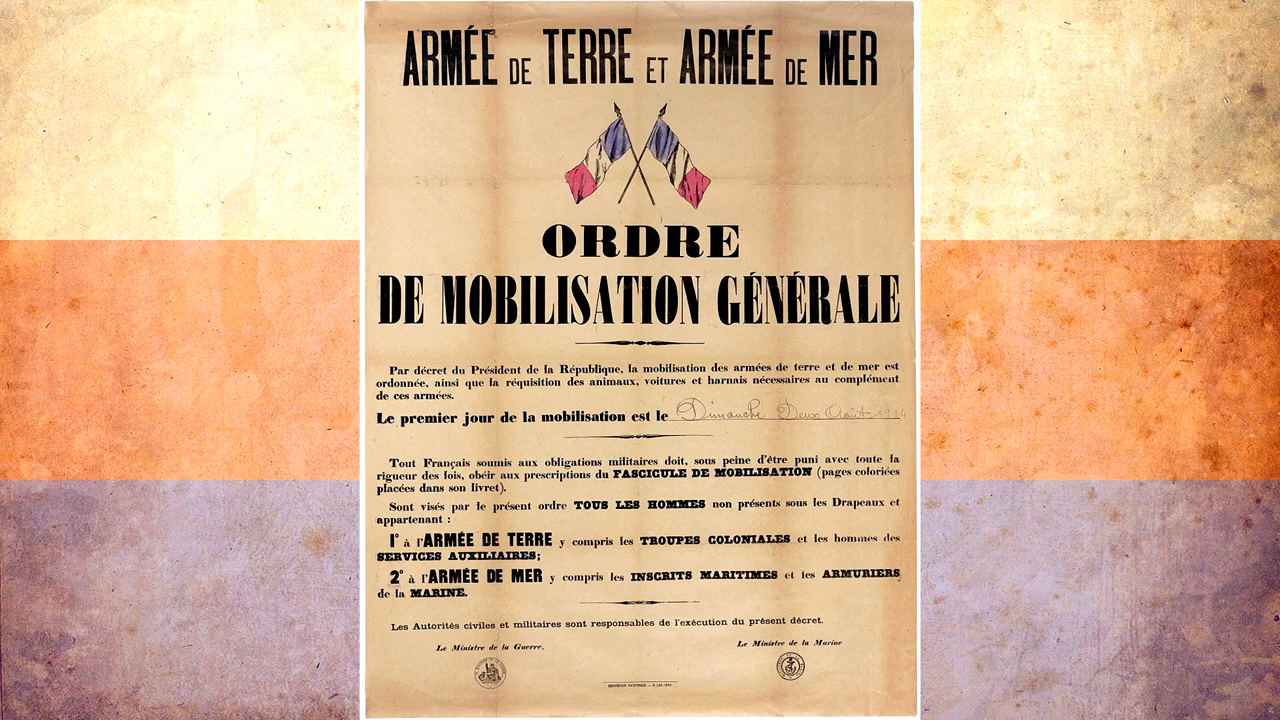 ARMÉE DE TERRE ET ARMÉE DE MER
ORDRE
DE MOBILISATION GÉNÉRALE
Par décret du Président de la République, la mobilisation des armées de terre et de mer est
ordonnée, ainsi que la réquisition des animaux, voitures et harnais nécessaires au complément
de ces armées.
Le premier jour de la mobilisation est le Dimanche Deux Août 1914
Tout Français soumis aux obligations militaires doit, sous peine d'être puni avec toute la
rigueur des lois, obéir aux prescriptions du FASCICULE DE MOBILISATION (pages coloriées
placées dans son livret).
Sont visés par le présent ordre TOUS LES HOMMES non présents sous les Drapeaux et
appartenant :
1° à l'ARMÉE DE TERRE y compris les TROUPES COLONIALES et les hommes des
SERVICES AUXILIAIRES;
2° à l'ARMÉE DE MER y compris les INSCRITS MARITIMES et les ARMURIERS
de la MARINE.
Les Autorités civiles et militaires sont responsables de l'exécution du présent décret.
Le Ministre de la Guerre,
Le Ministre de la Marine
IMPRIMERIE NATIONALE